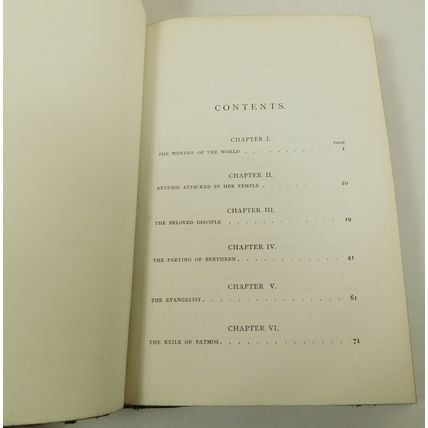 CONTENTS.
CHAPTER I.
PAGE
THE WONDER OF THE WORLD . . . . . . . . . . . 1
CHAPTER II.
ARTEMIS ATTACKED IN HER TEMPLE . . . . . . . . . 10
CHAPTER III.
THE BELOVED DISCIPLE . . . . . . . . . . . . 19
CHAPTER IV.
THE PARTING OF BRETHREN . . . . . . . . . . . 41
CHAPTER V.
THE EVANGELIST . . . . . . . . . . . . . . 61
CHAPTER VI.
THE EXILE OF PATMOS . . . . . . . . . . . . 71